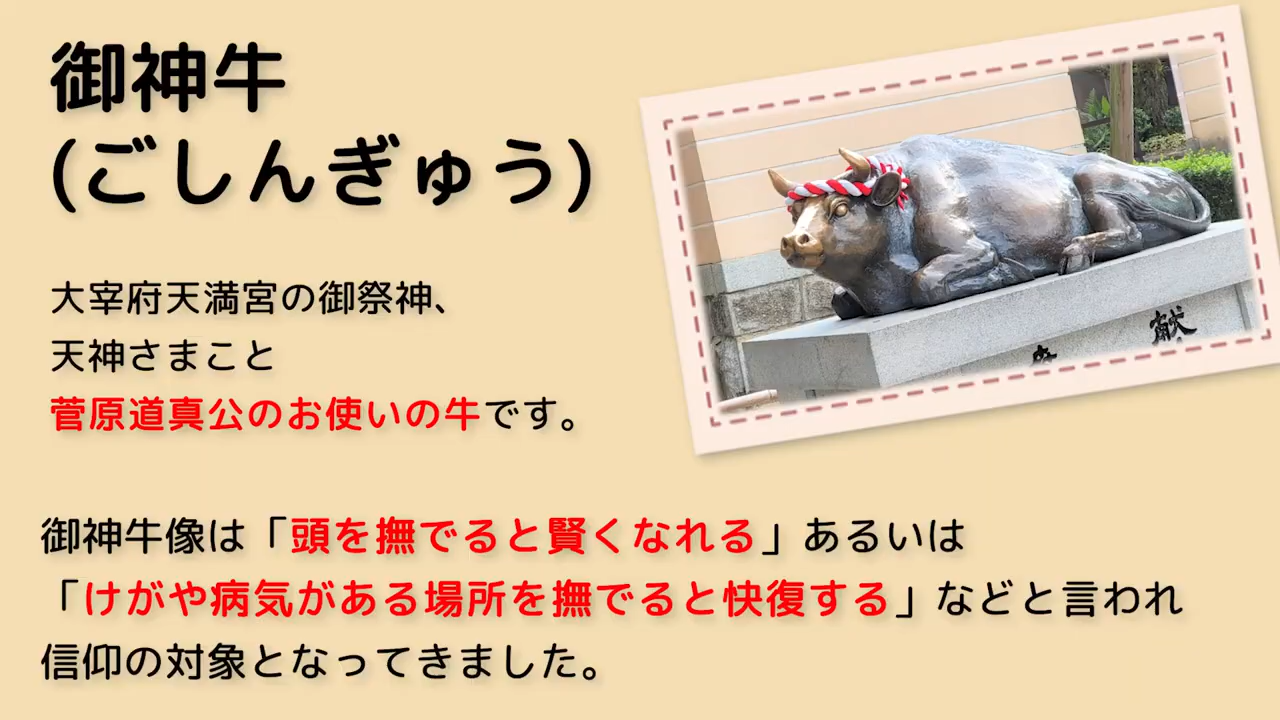 御神牛
(ごしんぎゅう)
大宰府天満宮の御祭神、
天神さまこと
菅原道真公のお使いの牛です。
御神牛像は「頭を撫でると賢くなれる」あるいは
「けがや病気がある場所を撫でると快復する」などと言われ
信仰の対象となってきました。
献